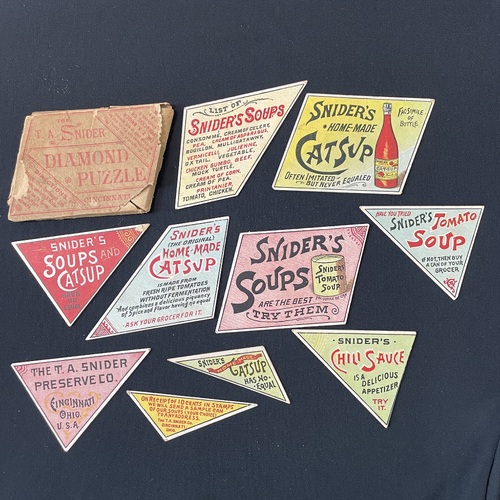 THE
T. A. SNIDER
DIAMOND
PUZZLE
LIST OF
SNIDER'S SOUPS
CONSOMMÉ, CREAM OF CELERY,
PEA, CREAM OF ASPARAGUS,
BOUILLON, MULLIGATAWNY,
VERMICELLI, JULIENNE,
OX TAIL, VEGETABLE,
CHICKEN GUMBO, BEEF,
MOCK TURTLE,
CREAM OF CORN,
CREAM OF PEA,
PRINTANIER,
TOMATO, CHICKEN.
SNIDER'S
HOME-MADE
CATSUP
OFTEN IMITATED
BUT NEVER EQUALED
FACSIMILE
OF
BOTTLE
SNIDER'S
SOUPS AND
CATSUP
SNIDER'S
(THE ORIGINAL)
HOME-MADE
CATSUP
IS MADE FROM
FRESH RIPE TOMATOES
WITHOUT FERMENTATION
And combines a delicious piquancy
of Spice and Flavor having no equal
ASK YOUR GROCER FOR IT.
SNIDER'S
SOUPS
ARE THE BEST
TRY THEM
SNIDER'S
TOMATO
SOUP
HAVE YOU TRIED
SNIDER'S TOMATO
SOUP
IF NOT, THEN BUY
A CAN OF YOUR
GROCER
THE T. A. SNIDER
PRESERVE CO.
CINCINNATI
OHIO.
U.S.A.
SNIDER'S
CATSUP
HAS NO
EQUAL
ON RECEIPT OF 10 CENTS IN STAMPS
WE WILL SEND A SAMPLE CAN
OF OUR SOUPS (YOUR CHOICE)
TO ANY ADDRESS
THE T.A. SNIDER CO.
CINCINNATI
OHIO
SNIDER'S
CHILI SAUCE
IS A
DELICIOUS
APPETIZER
TRY
IT.